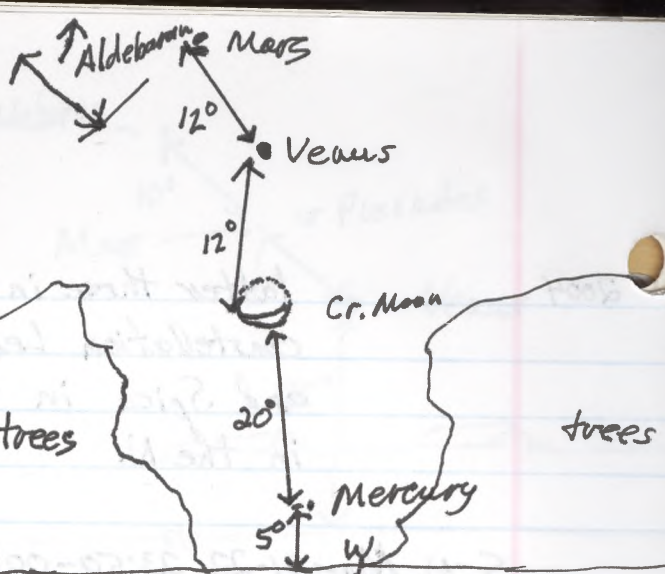 Aldebaran Mars
12°
Venus
12°
Cr. Moon
trees
20°
trees
Mercury
5°
W